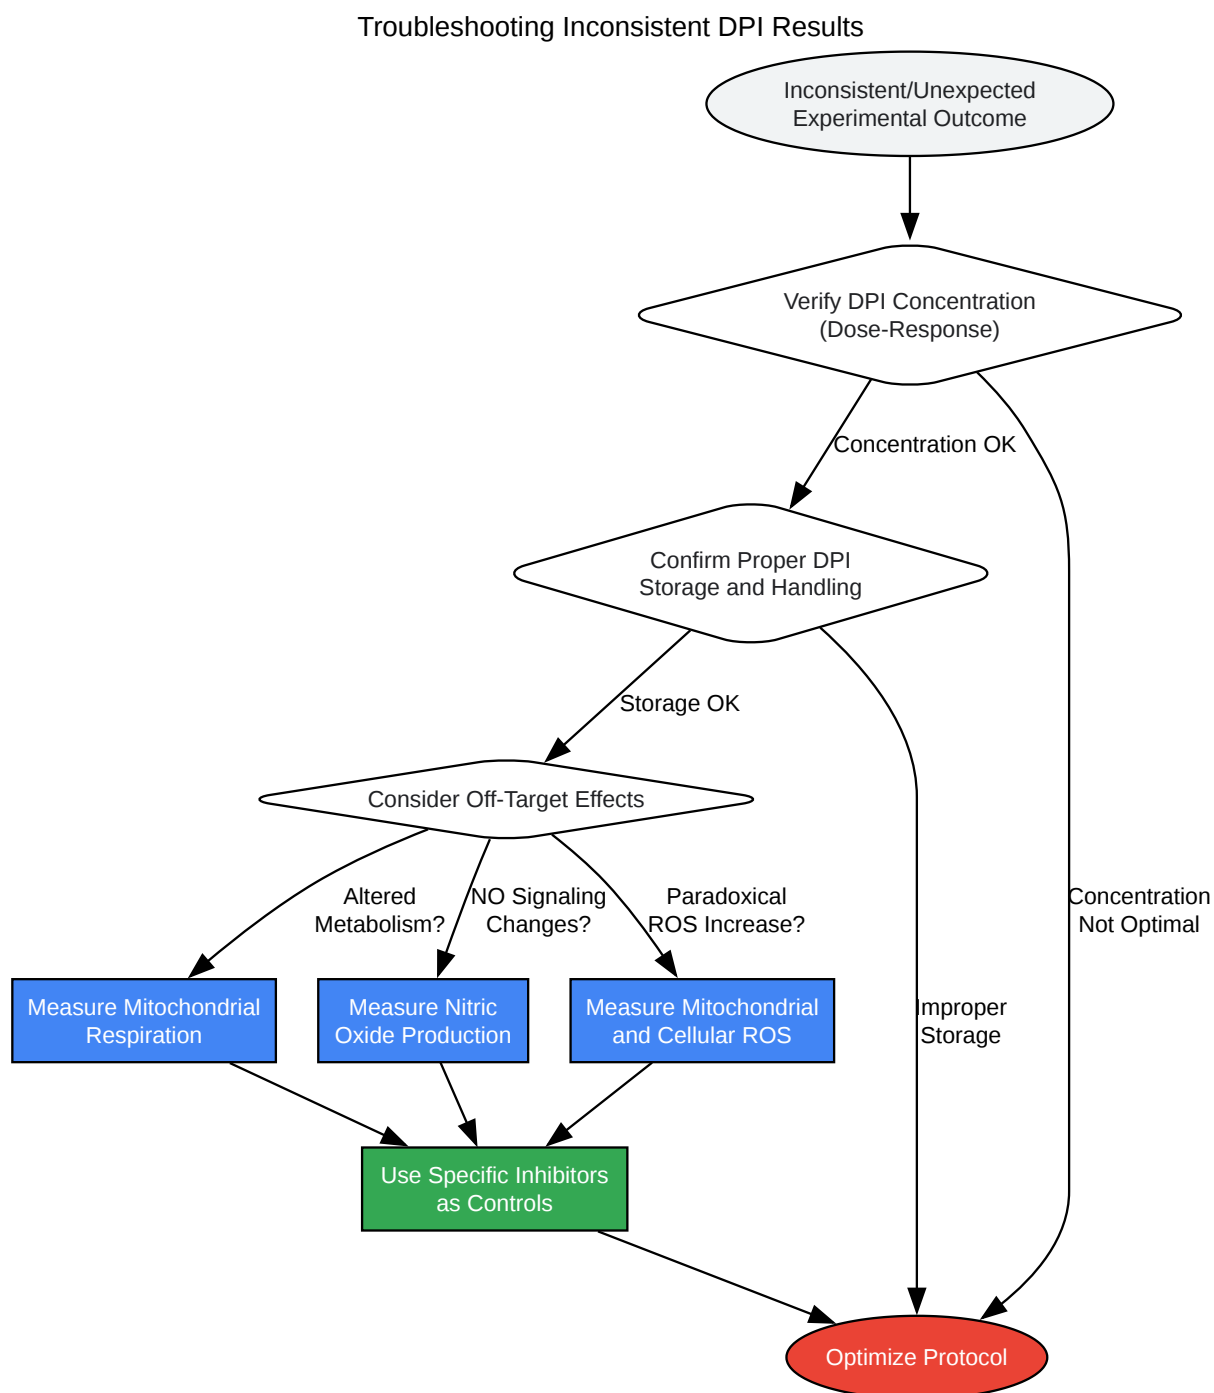 Troubleshooting Inconsistent DPI Results
Inconsistent/Unexpected
Experimental Outcome
Verify DPI Concentration
(Dose-Response)
Concentration OK
Confirm Proper DPI
Storage and Handling
Storage OK
Consider Off-Target Effects
Altered
Metabolism?
NO Signaling
Changes?
Paradoxical
ROS Increase?
Concentration
Not Optimal
Measure Mitochondrial
Respiration
Measure Nitric
Oxide Production
Measure Mitochondrial
and Cellular ROS
Improper
Storage
Use Specific Inhibitors
as Controls
Optimize Protocol